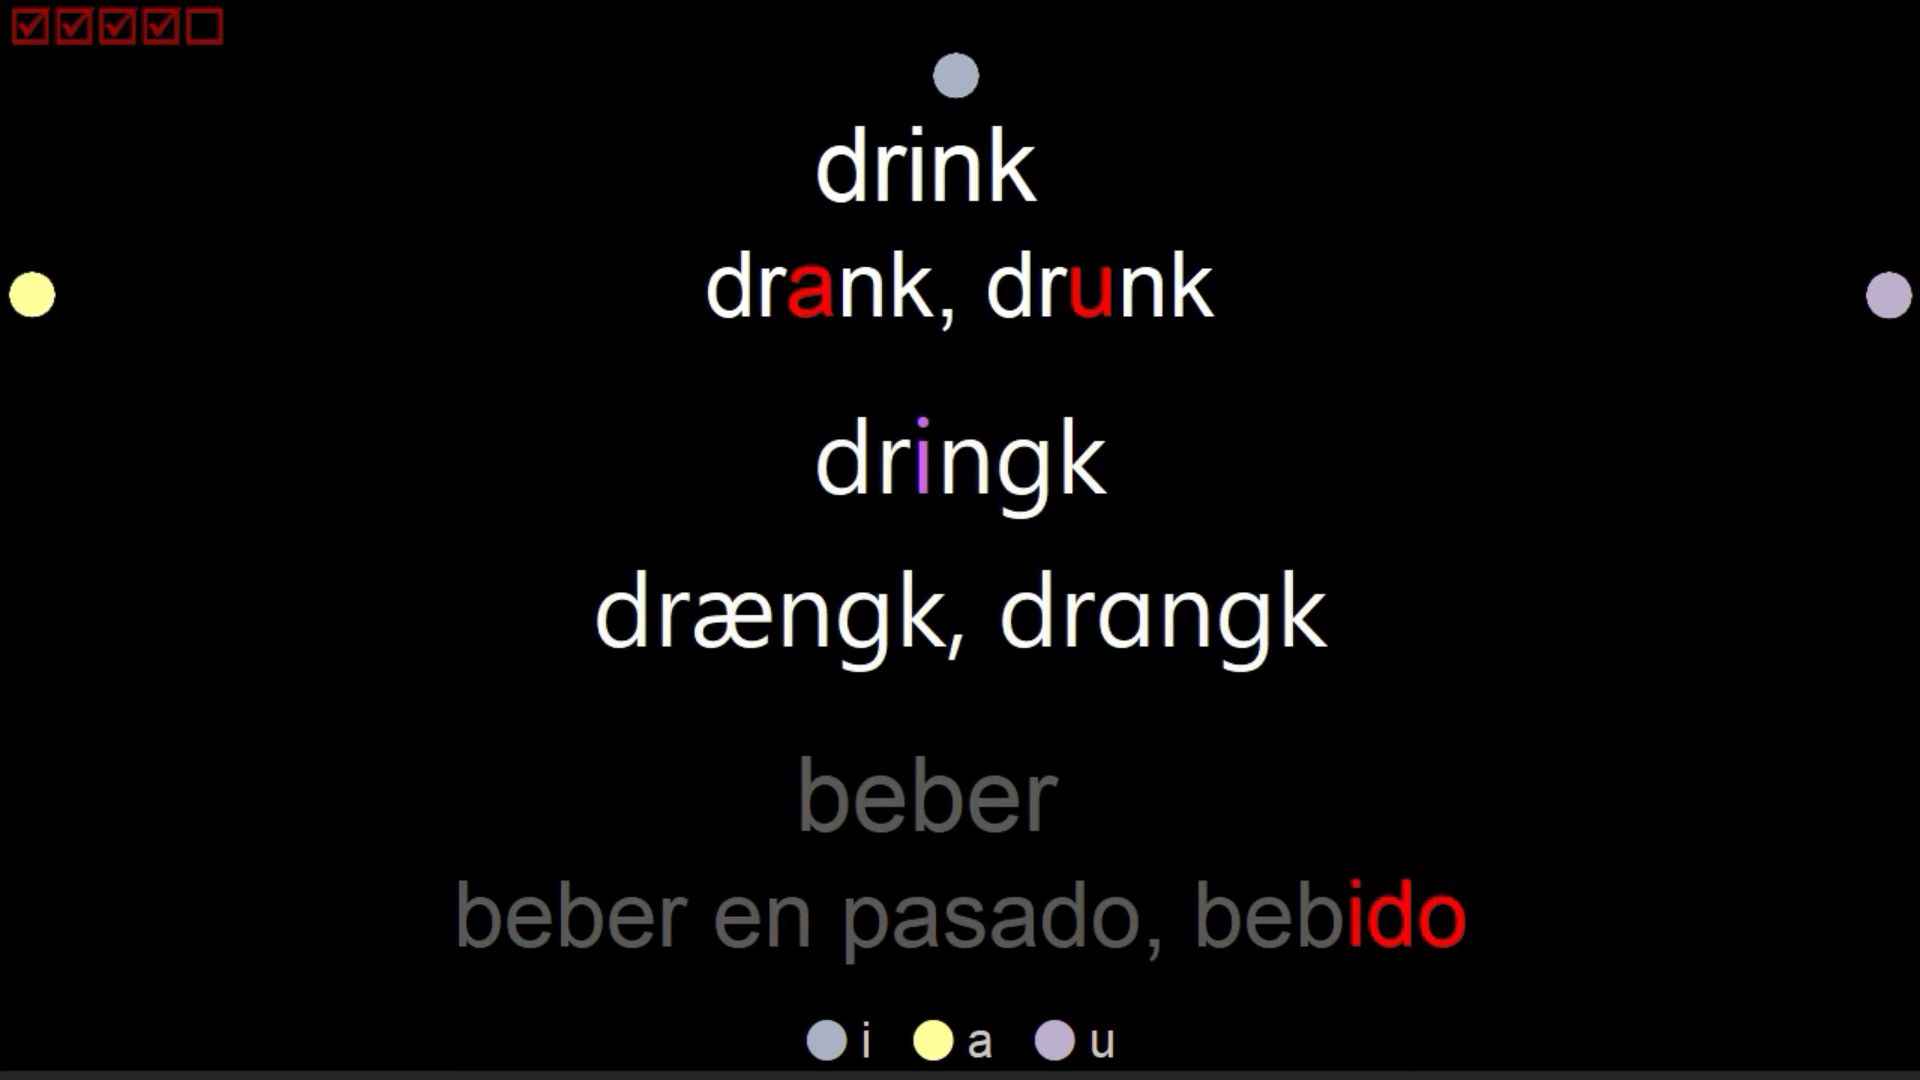 drink
drank, drunk
dringk
drængk, drɑngk
beber
beber en pasado, bebido
i a u